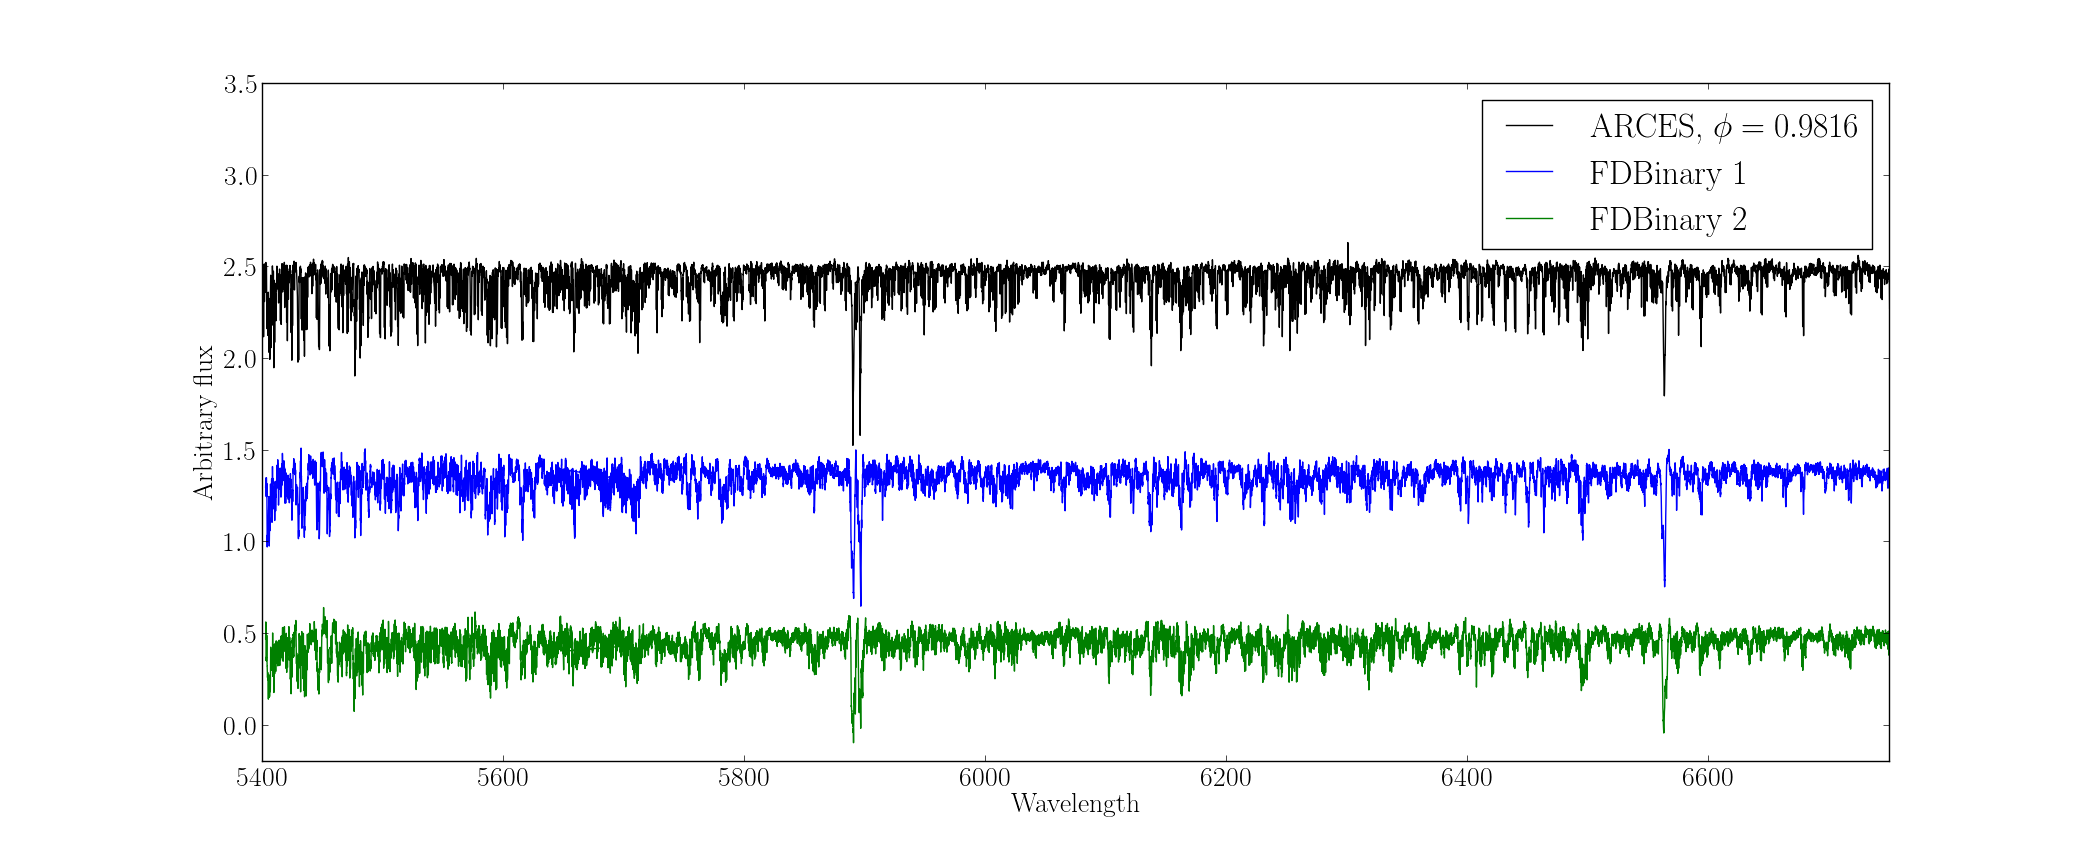 3.5
3.0
2.5
2.0
1.5
1.0
0.5
0.0
Arbitrary flux
ARCES, ϕ = 0.9816
FDBinary 1
FDBinary 2
5400 5600 5800 6000 6200 6400 6600
Wavelength